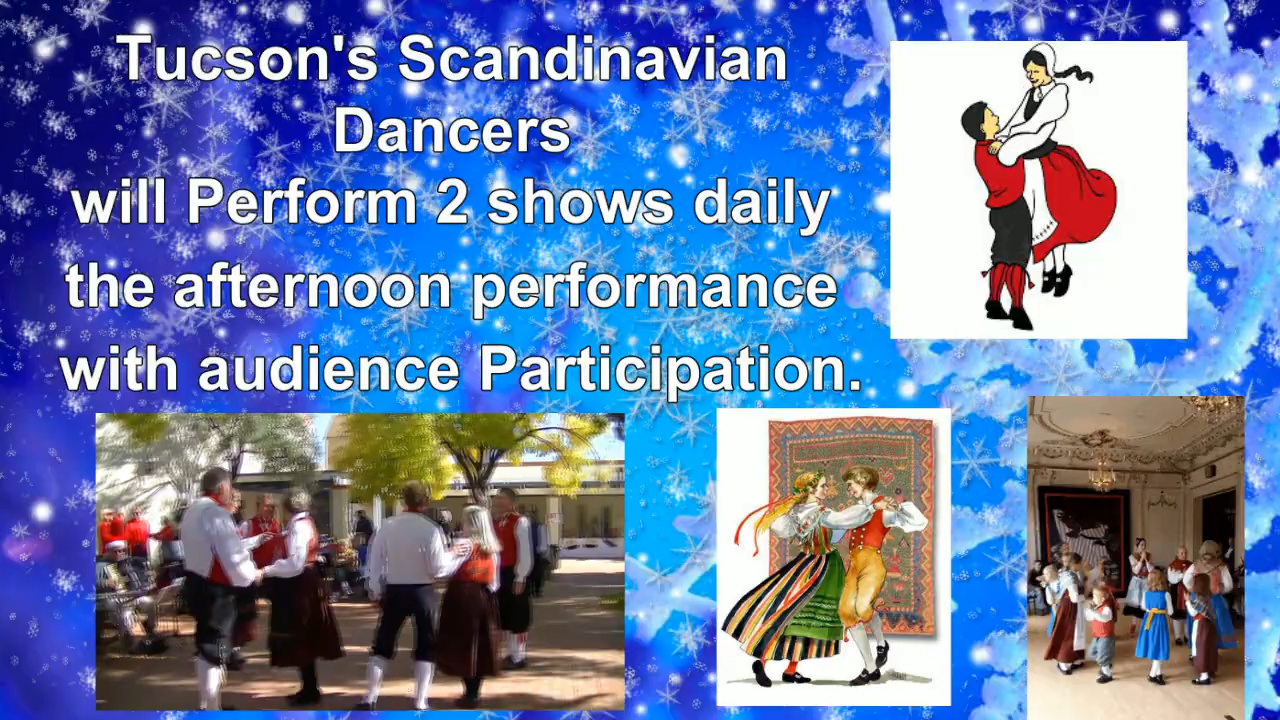 Tucson's Scandinavian
Dancers
will Perform 2 shows daily
the afternoon performance
with audience Participation.